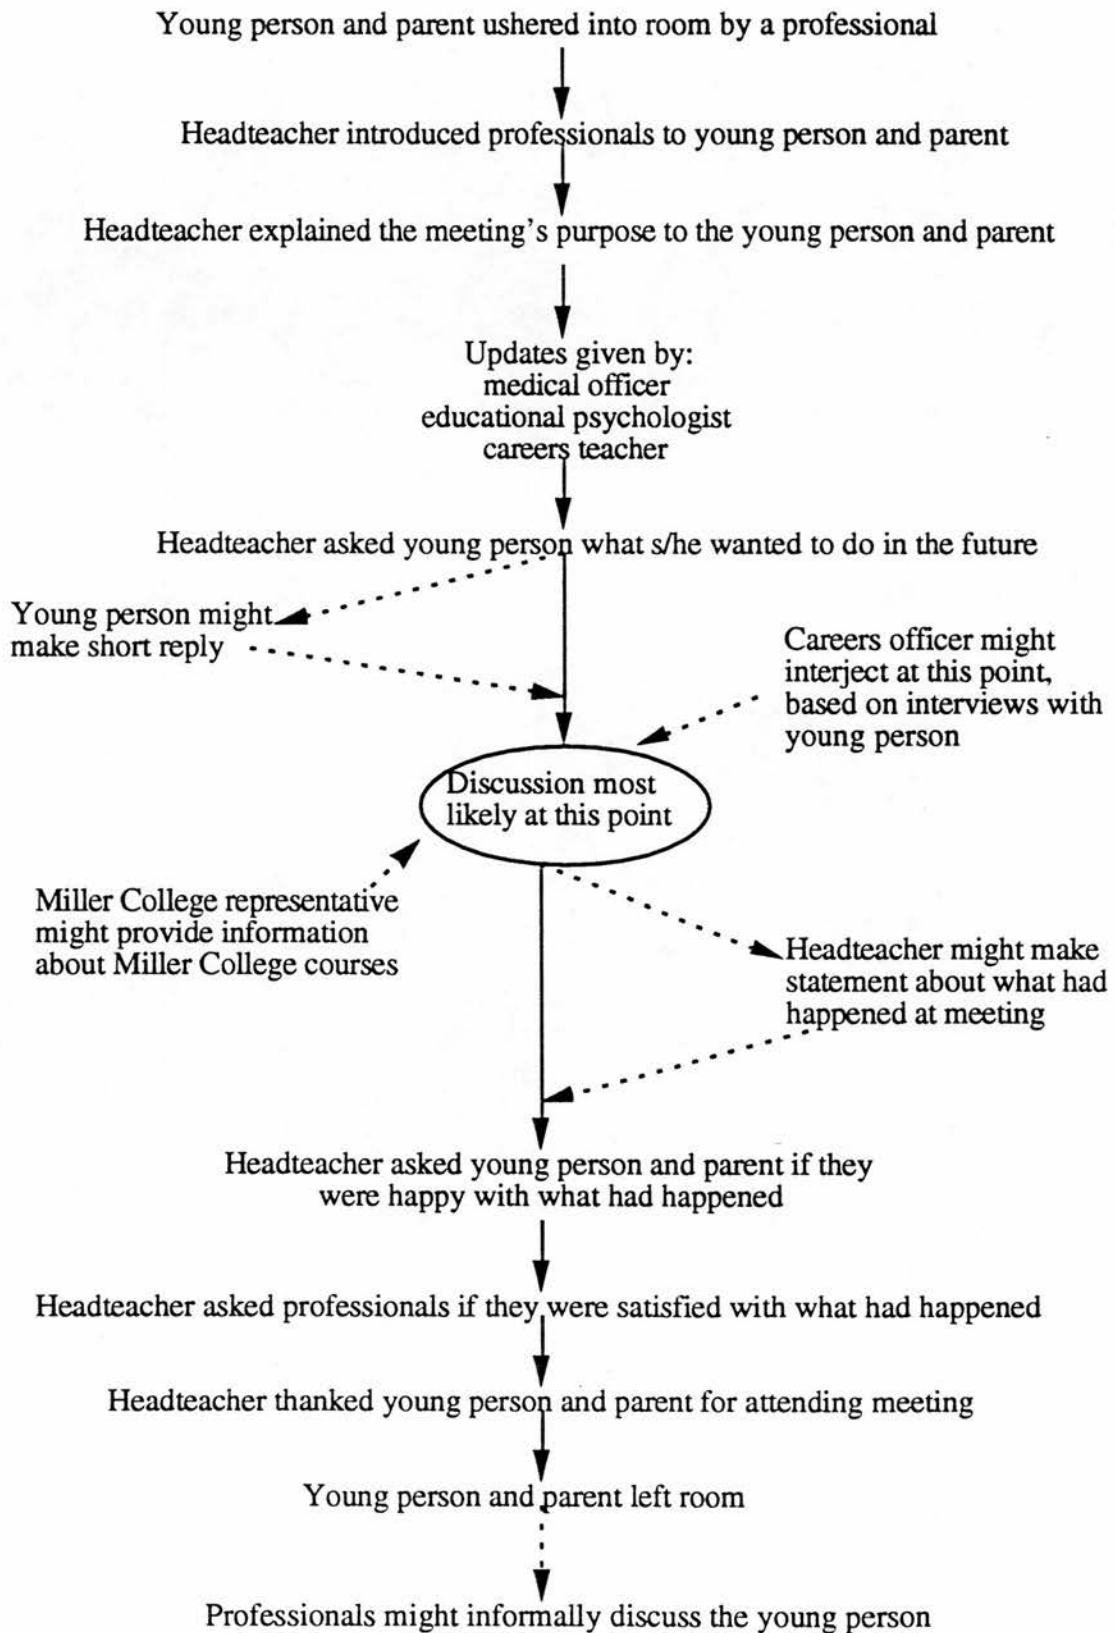 Young person and parent ushered into room by a professional
Headteacher introduced professionals to young person and parent
Headteacher explained the meeting's purpose to the young person and parent
Updates given by:
medical officer
educational psychologist
careers teacher
Headteacher asked young person what s/he wanted to do in the future
Young person might
make short reply
Careers officer might
interject at this point,
based on interviews with
young person
Discussion most
likely at this point
Miller College representative
might provide information
about Miller College courses
Headteacher might make
statement about what had
happened at meeting
Headteacher asked young person and parent if they
were happy with what had happened
Headteacher asked professionals if they were satisfied with what had happened
Headteacher thanked young person and parent for attending meeting
Young person and parent left room
Professionals might informally discuss the young person